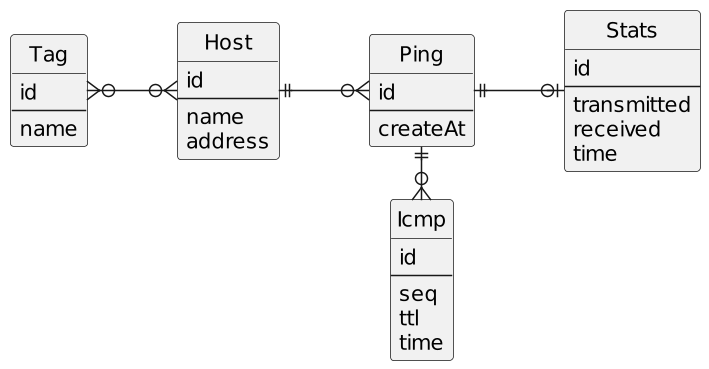 Tag
id
name
Host
id
name
address
Ping
id
createAt
Stats
id
transmitted
received
time
Icmp
id
seq
ttl
time